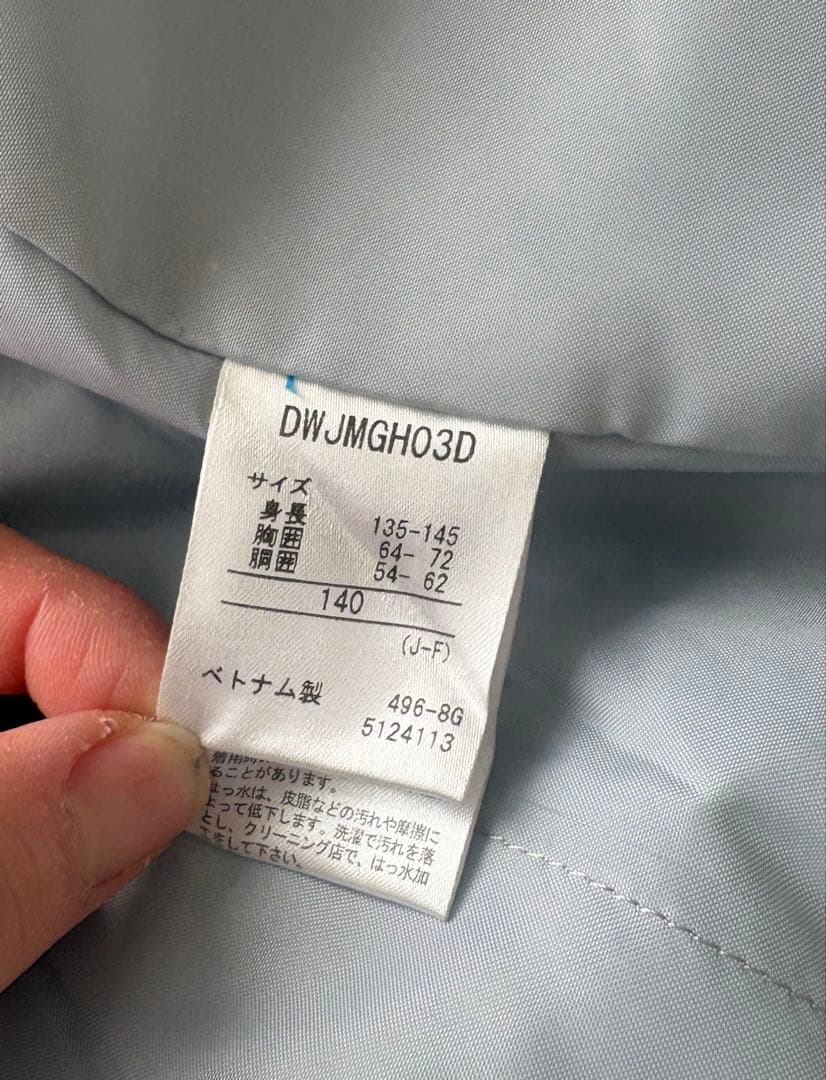 DWJMGH03D
サイズ
身長 135-145
胸囲 64- 72
胴囲 54- 62
140
(J-F)
ベトナム製
496-8G
5124113
ることがあります。
はっ水は、皮脂などの汚れや摩擦に
よって低下します。洗濯で汚れを落
とし、クリーニング店で、はっ水加
をして下さい。